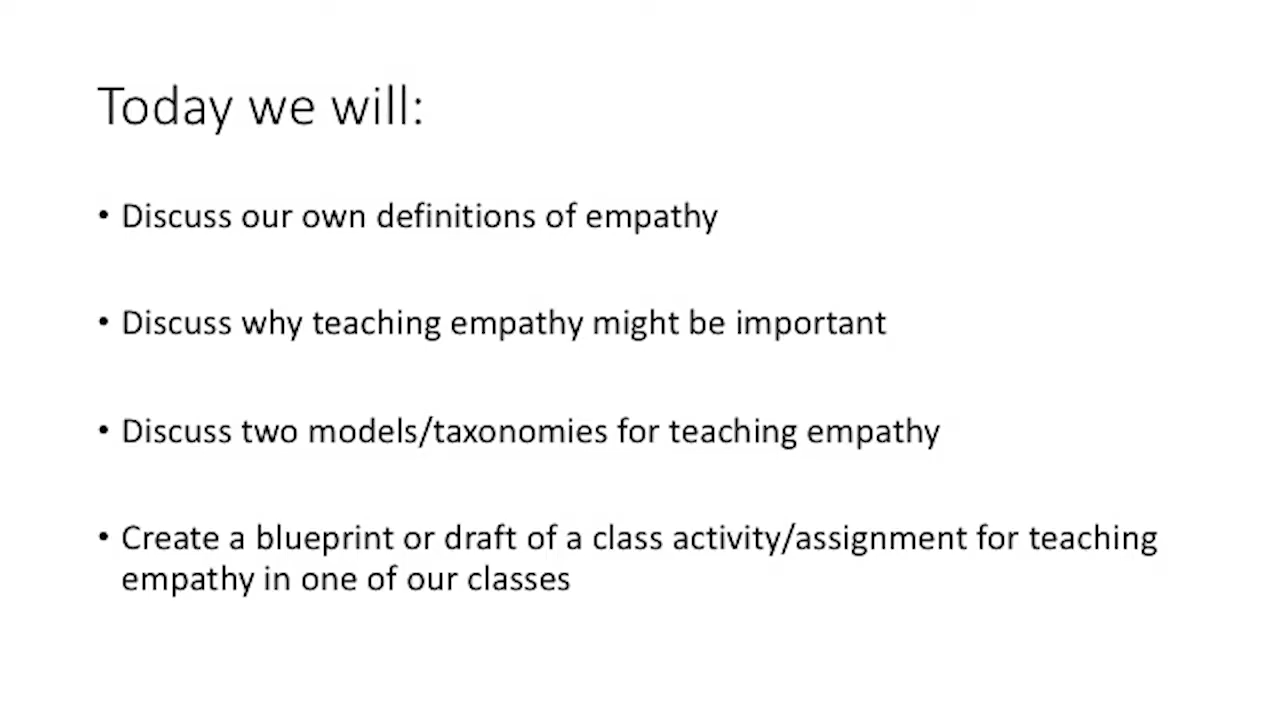 Today we will:
• Discuss our own definitions of empathy
• Discuss why teaching empathy might be important
• Discuss two models/taxonomies for teaching empathy
• Create a blueprint or draft of a class activity/assignment for teaching
empathy in one of our classes